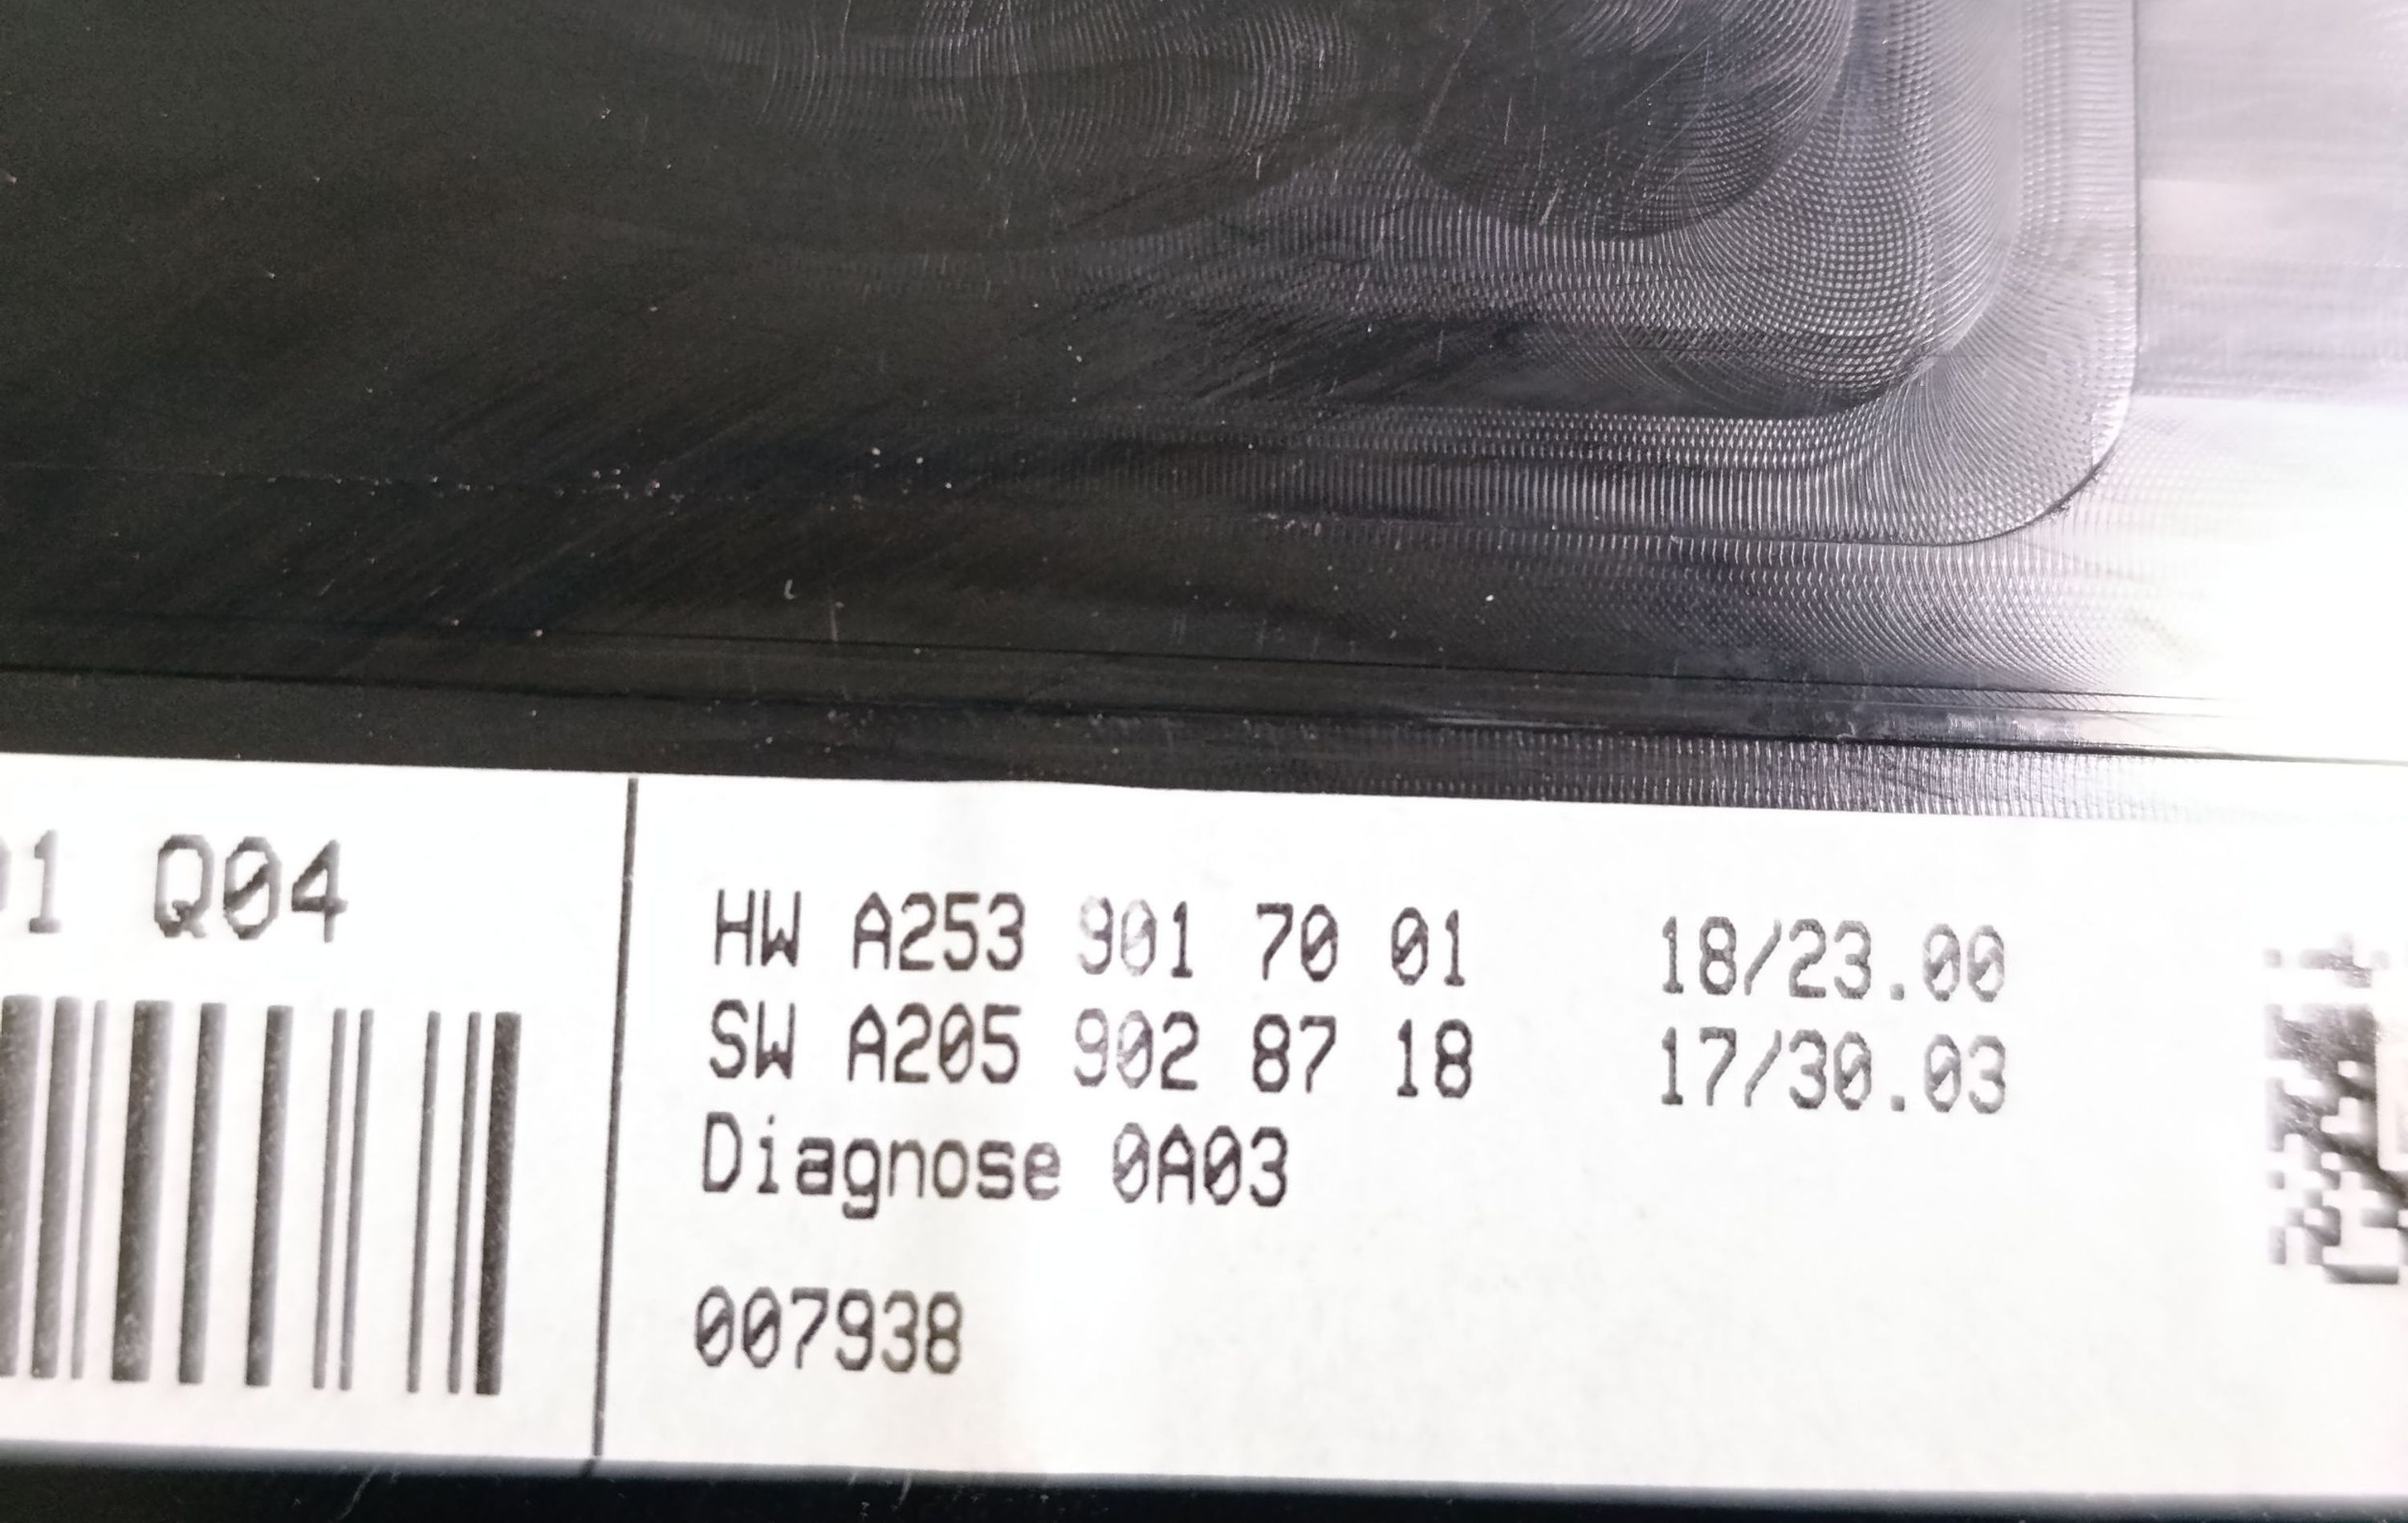 1 Q04
HW A253 901 70 01 18/23.00
SW A205 902 87 18 17/30.03
Diagnose 0A03
007938